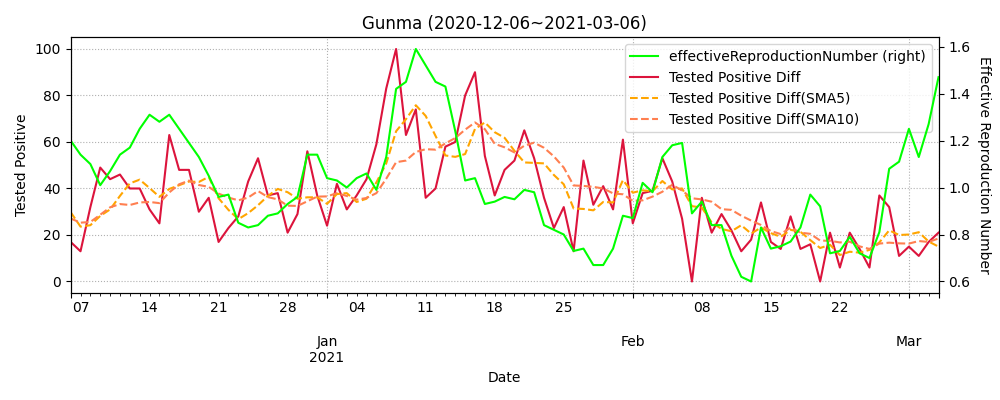 Gunma (2020-12-06~2021-03-06)
effectiveReproductionNumber (right)
Tested Positive Diff
Tested Positive Diff(SMA5)
Tested Positive Diff(SMA10)
Tested Positive
100
80
60
40
20
0
Effective Reproduction Number
1.6
1.4
1.2
1.0
0.8
0.6
07 14 21 28 04 11 18 25 08 15 22
Jan Feb Mar
2021
Date